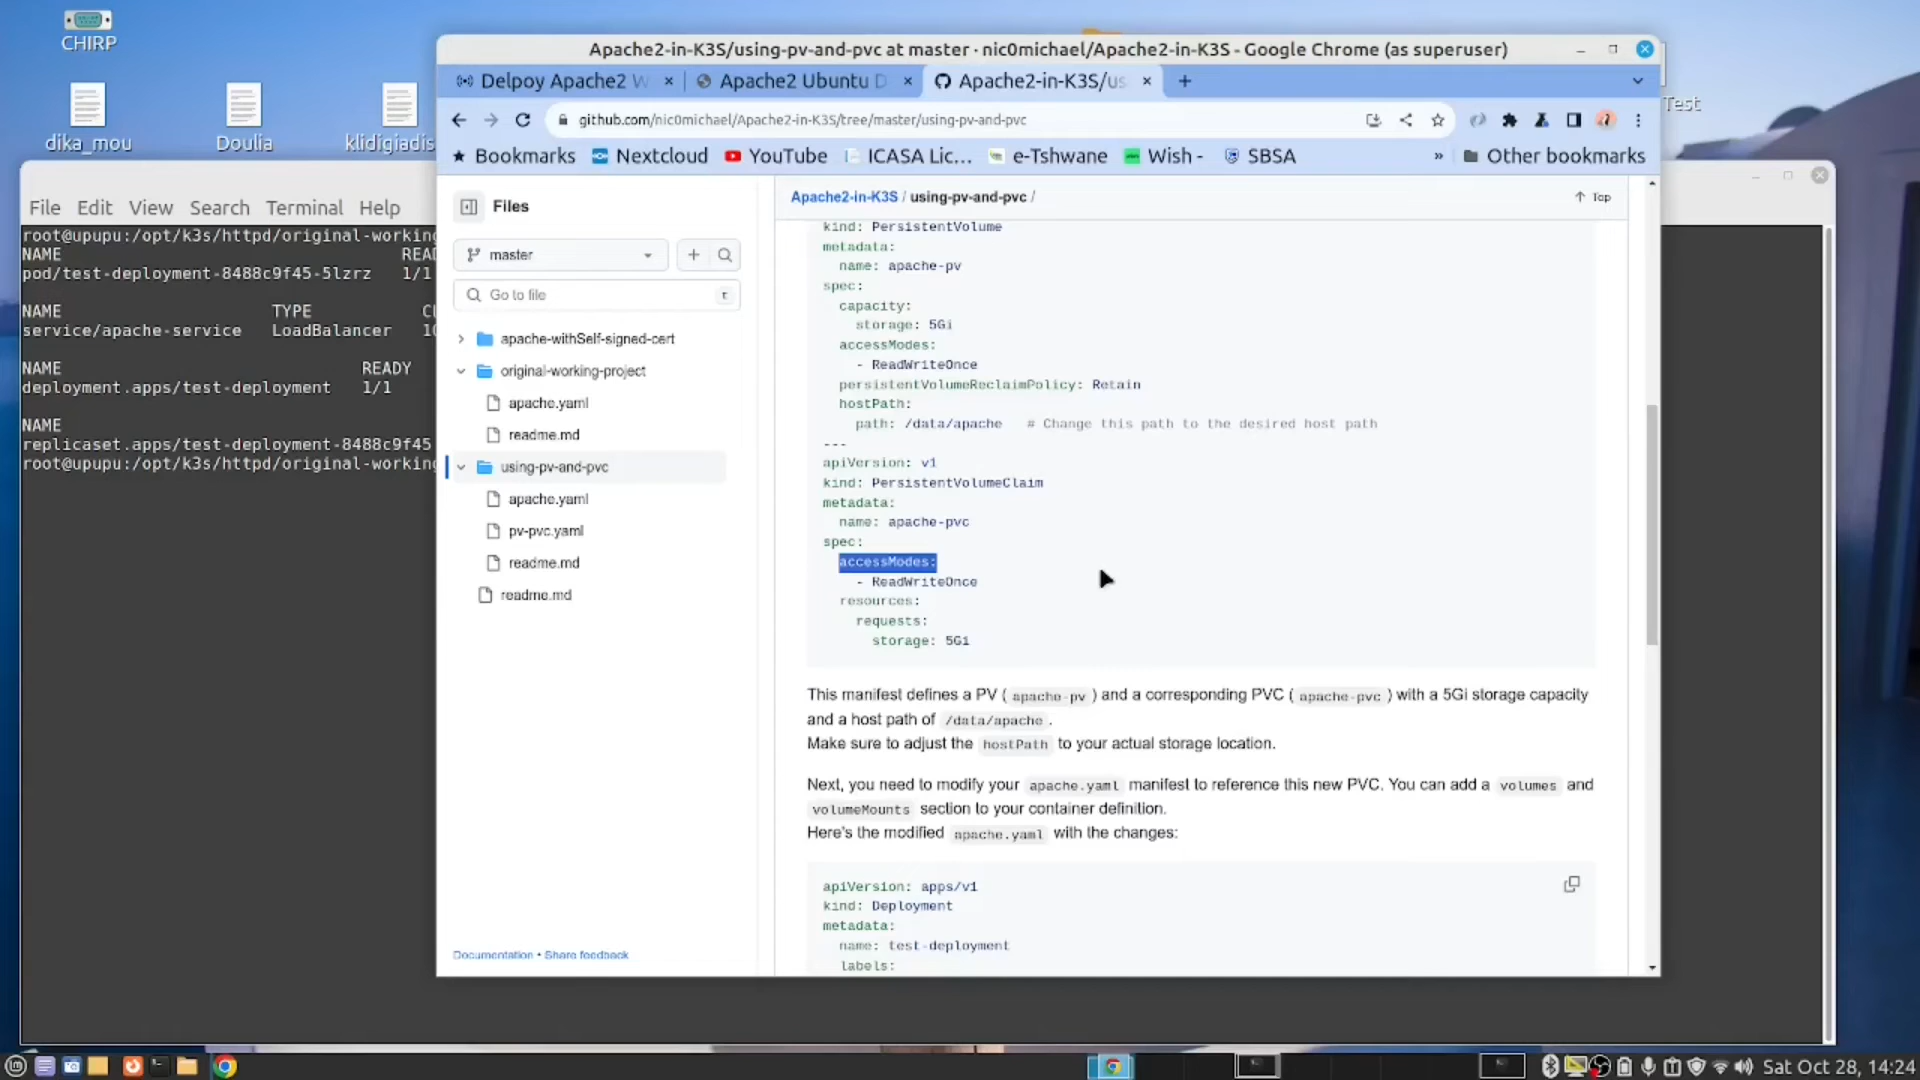 CHIRP
dika_mou
Doulia
klidigiadis
Test
File Edit View Search Terminal Help
root@upupu:/opt/k3s/httpd/original-working
NAME READ
pod/test-deployment-8488c9f45-5lzrz 1/1
NAME TYPE CL
service/apache-service LoadBalancer 10
NAME READY
deployment.apps/test-deployment 1/1
NAME
replicaset.apps/test-deployment-8488c9f45
root@upupu:/opt/k3s/httpd/original-working
Apache2-in-K3S/using-pv-and-pvc at master · nic0michael/Apache2-in-K3S - Google Chrome (as superuser)
Delpoy Apache2 W
Apache2 Ubuntu D
Apache2-in-K3S/us
github.com/nic0michael/Apache2-in-K3S/tree/master/using-pv-and-pvc
Bookmarks Nextcloud YouTube ICASA Lic... e-Tshwane Wish - SBSA » Other bookmarks
Files
master
Go to file t
apache-withSelf-signed-cert
original-working-project
apache.yaml
readme.md
using-pv-and-pvc
apache.yaml
pv-pvc.yaml
readme.md
readme.md
Documentation • Share feedback
Apache2-in-K3S / using-pv-and-pvc / Top
kind: PersistentVolume
metadata:
name: apache-pv
spec:
capacity:
storage: 5Gi
accessModes:
- ReadWriteOnce
persistentVolumeReclaimPolicy: Retain
hostPath:
path: /data/apache # Change this path to the desired host path
---
apiVersion: v1
kind: PersistentVolumeClaim
metadata:
name: apache-pvc
spec:
accessModes:
- ReadWriteOnce
resources:
requests:
storage: 5Gi
This manifest defines a PV ( apache-pv ) and a corresponding PVC ( apache-pvc ) with a 5Gi storage capacity
and a host path of /data/apache .
Make sure to adjust the hostPath to your actual storage location.
Next, you need to modify your apache.yaml manifest to reference this new PVC. You can add a volumes and
volumeMounts section to your container definition.
Here's the modified apache.yaml with the changes:
apiVersion: apps/v1
kind: Deployment
metadata:
name: test-deployment
labels:
Sat Oct 28, 14:24